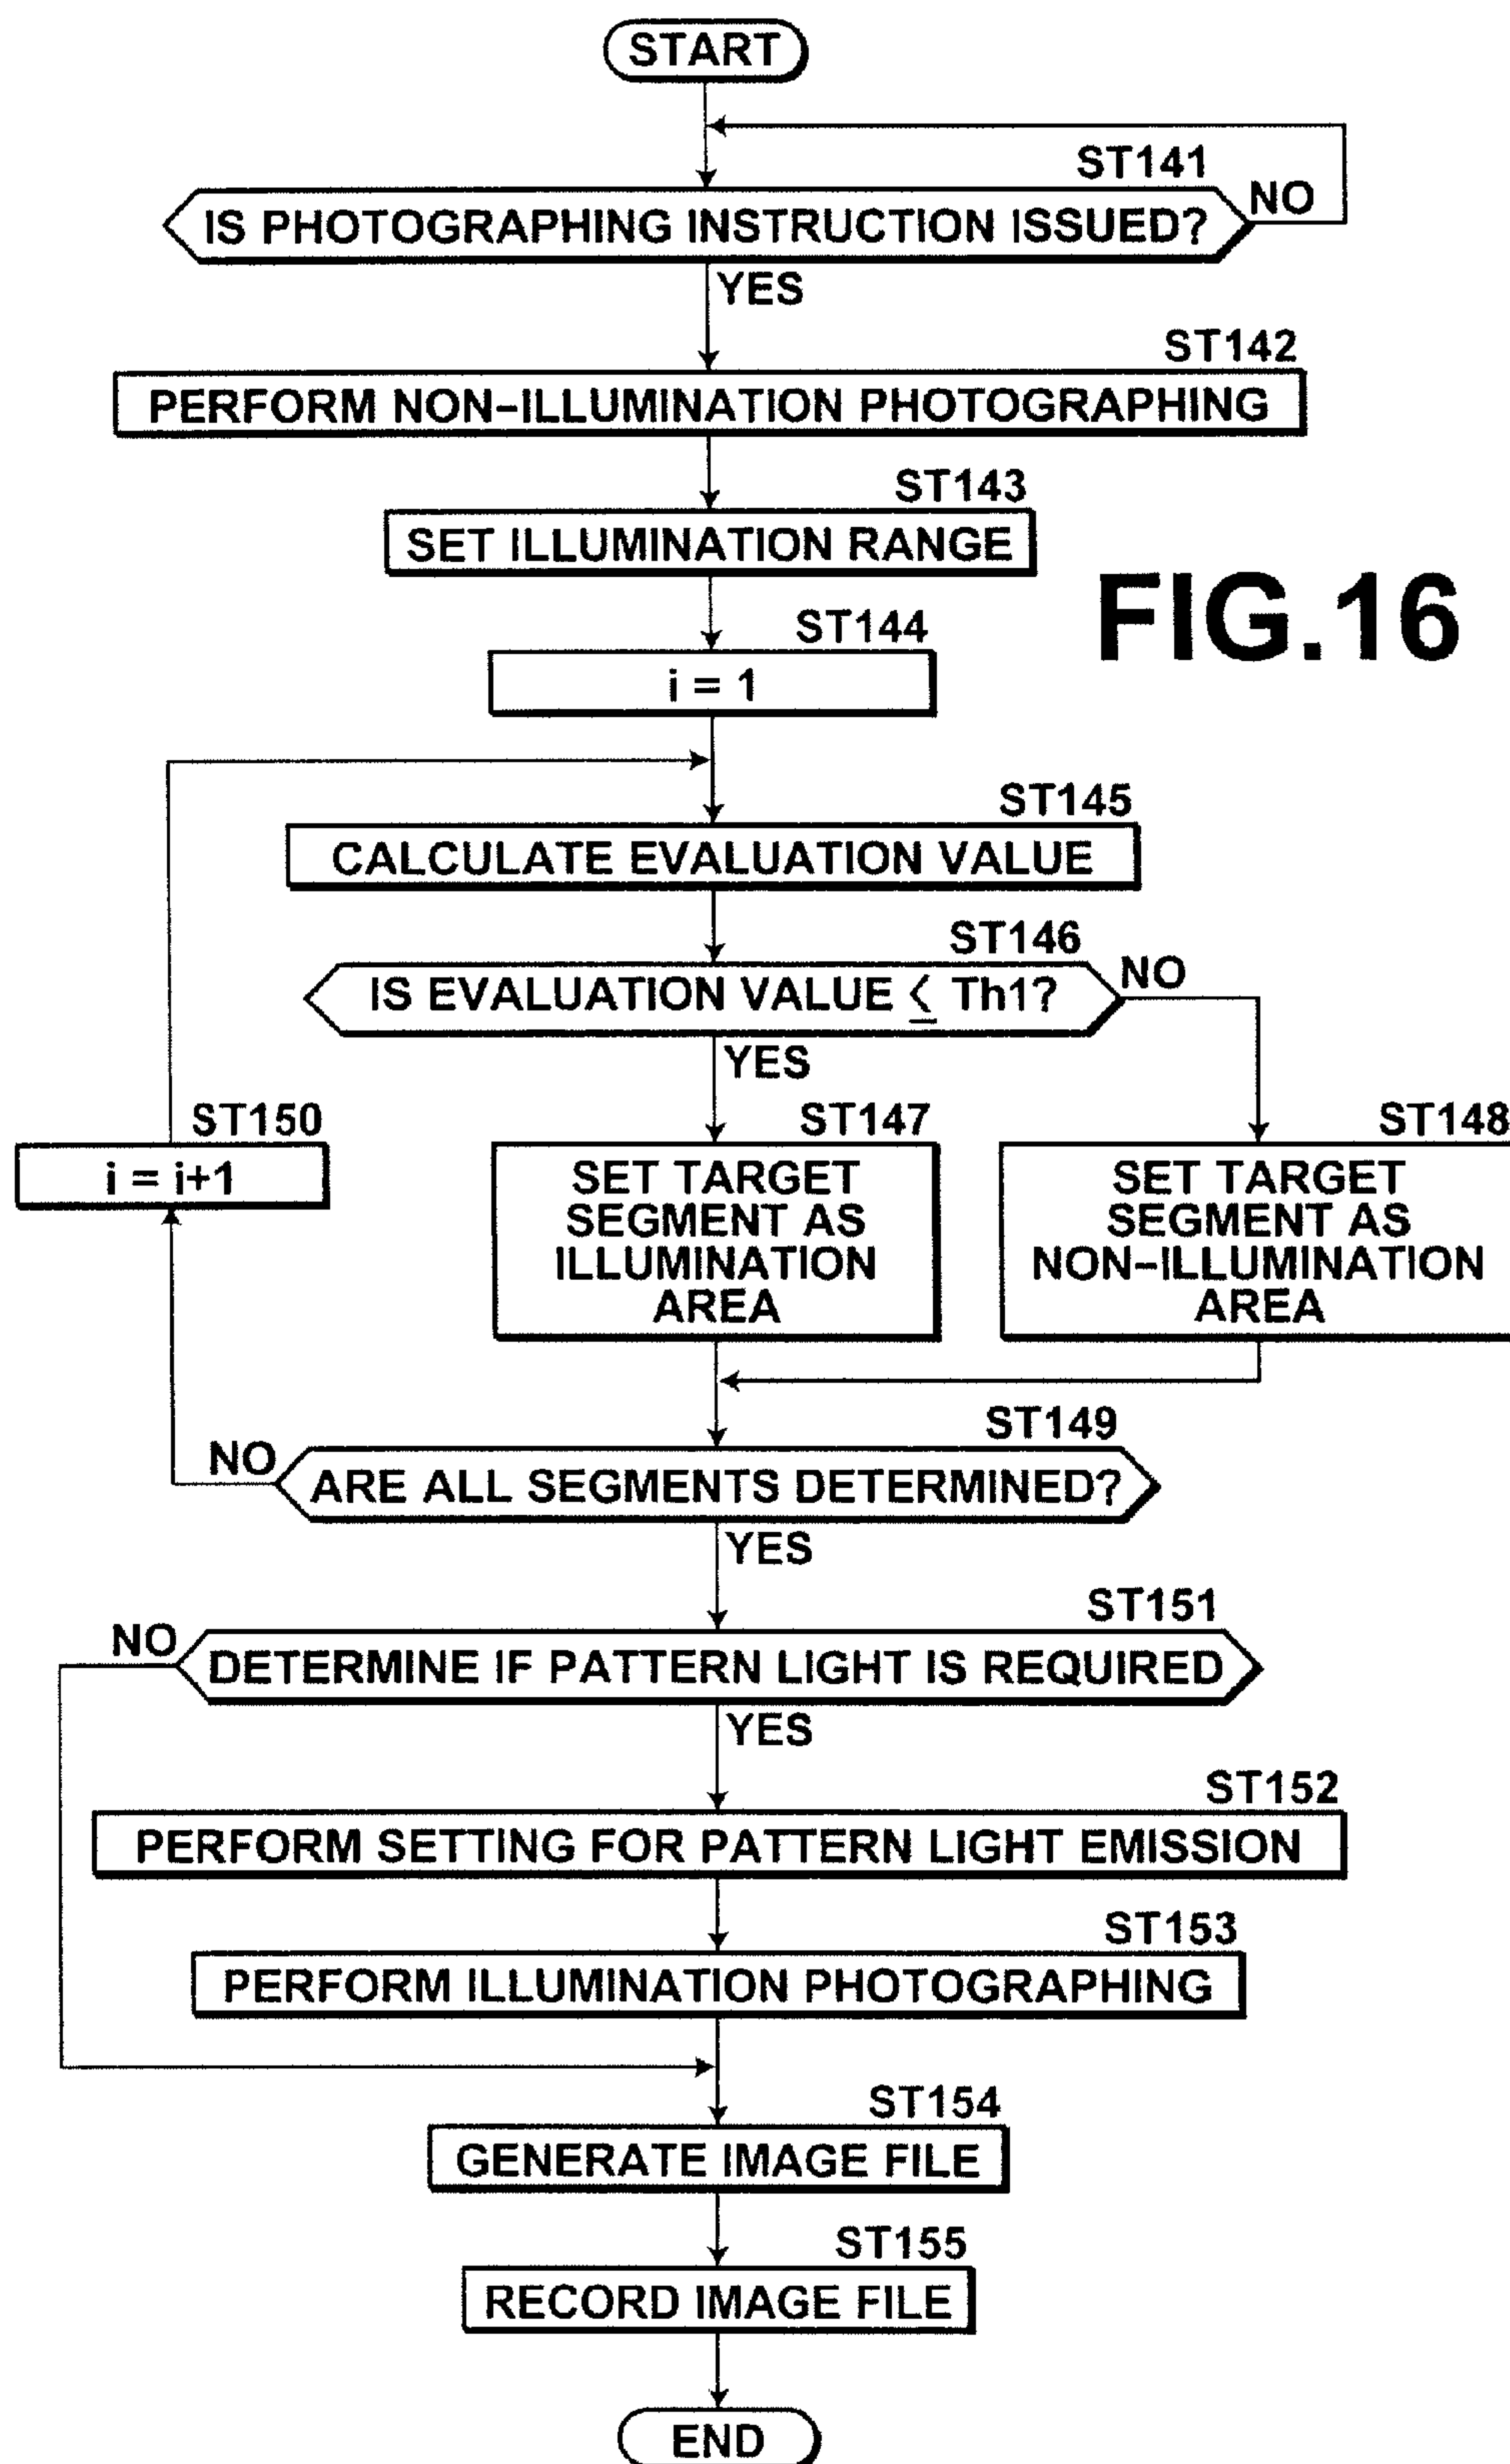 START
ST141
IS PHOTOGRAPHING INSTRUCTION ISSUED?
NO
YES
ST142
PERFORM NON-ILLUMINATION PHOTOGRAPHING
ST143
SET ILLUMINATION RANGE
FIG.16
ST144
i = 1
ST145
CALCULATE EVALUATION VALUE
ST146
IS EVALUATION VALUE ≤ Th1?
NO
YES
ST150
i = i+1
ST147
SET TARGET
SEGMENT AS
ILLUMINATION
AREA
ST148
SET TARGET
SEGMENT AS
NON-ILLUMINATION
AREA
ST149
NO
ARE ALL SEGMENTS DETERMINED?
YES
ST151
NO
DETERMINE IF PATTERN LIGHT IS REQUIRED
YES
ST152
PERFORM SETTING FOR PATTERN LIGHT EMISSION
ST153
PERFORM ILLUMINATION PHOTOGRAPHING
ST154
GENERATE IMAGE FILE
ST155
RECORD IMAGE FILE
END